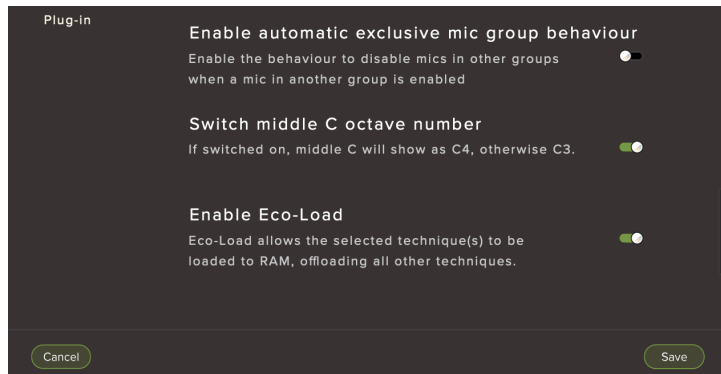 Plug-in
Enable automatic exclusive mic group behaviour
Enable the behaviour to disable mics in other groups
when a mic in another group is enabled
Switch middle C octave number
If switched on, middle C will show as C4, otherwise C3.
Enable Eco-Load
Eco-Load allows the selected technique(s) to be
loaded to RAM, offloading all other techniques.
Cancel
Save